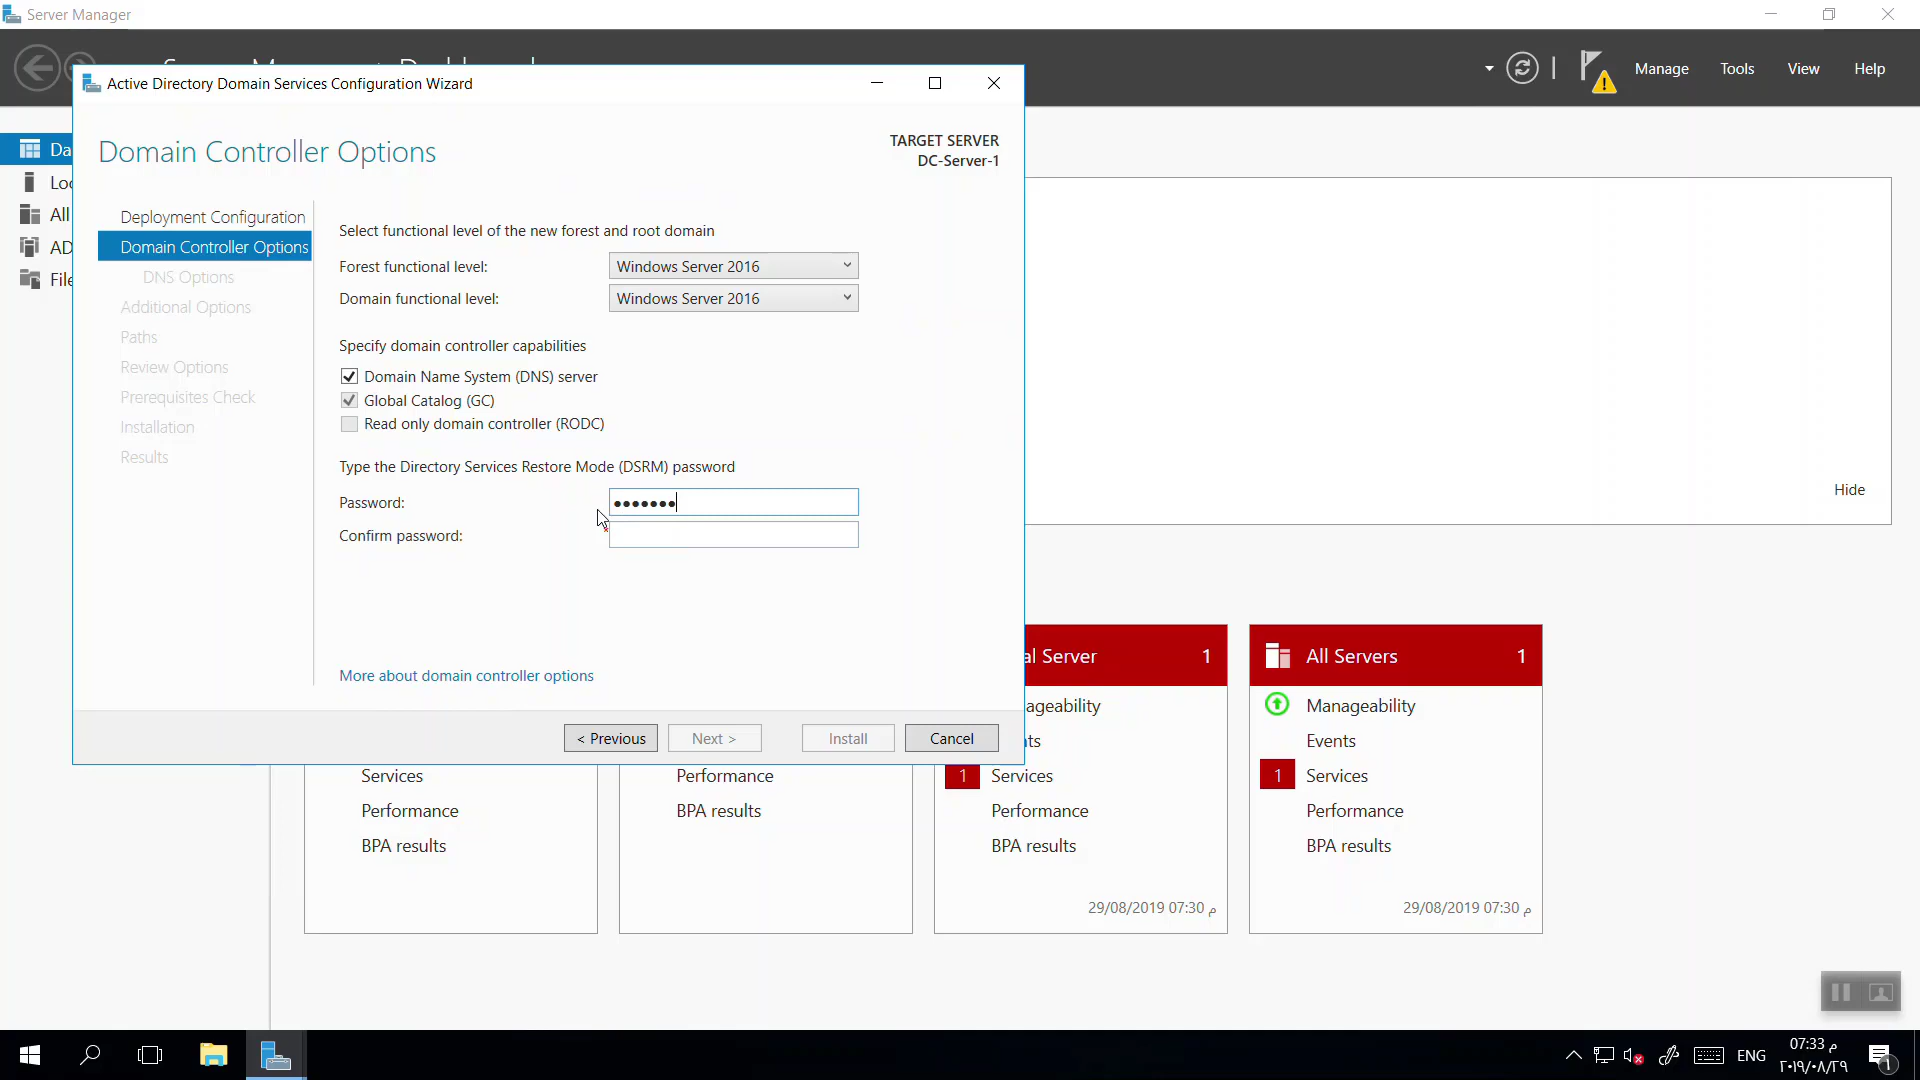 Server Manager
Manage
Tools
View
Help
Active Directory Domain Services Configuration Wizard
Domain Controller Options
TARGET SERVER
DC-Server-1
Deployment Configuration
Domain Controller Options
DNS Options
Additional Options
Paths
Review Options
Prerequisites Check
Installation
Results
Select functional level of the new forest and root domain
Forest functional level:
Windows Server 2016
Domain functional level:
Windows Server 2016
Specify domain controller capabilities
Domain Name System (DNS) server
Global Catalog (GC)
Read only domain controller (RODC)
Type the Directory Services Restore Mode (DSRM) password
Password:
•••••••
Confirm password:
More about domain controller options
< Previous
Next >
Install
Cancel
Hide
Server 1
All Servers 1
Manageability
Events
Services
Performance
BPA results
Performance
BPA results
1 Services
Performance
BPA results
29/08/2019 07:30 م
1 Services
Performance
BPA results
29/08/2019 07:30 م
ENG
07:33 م
٢٠١٩/٠٨/٢٩
١